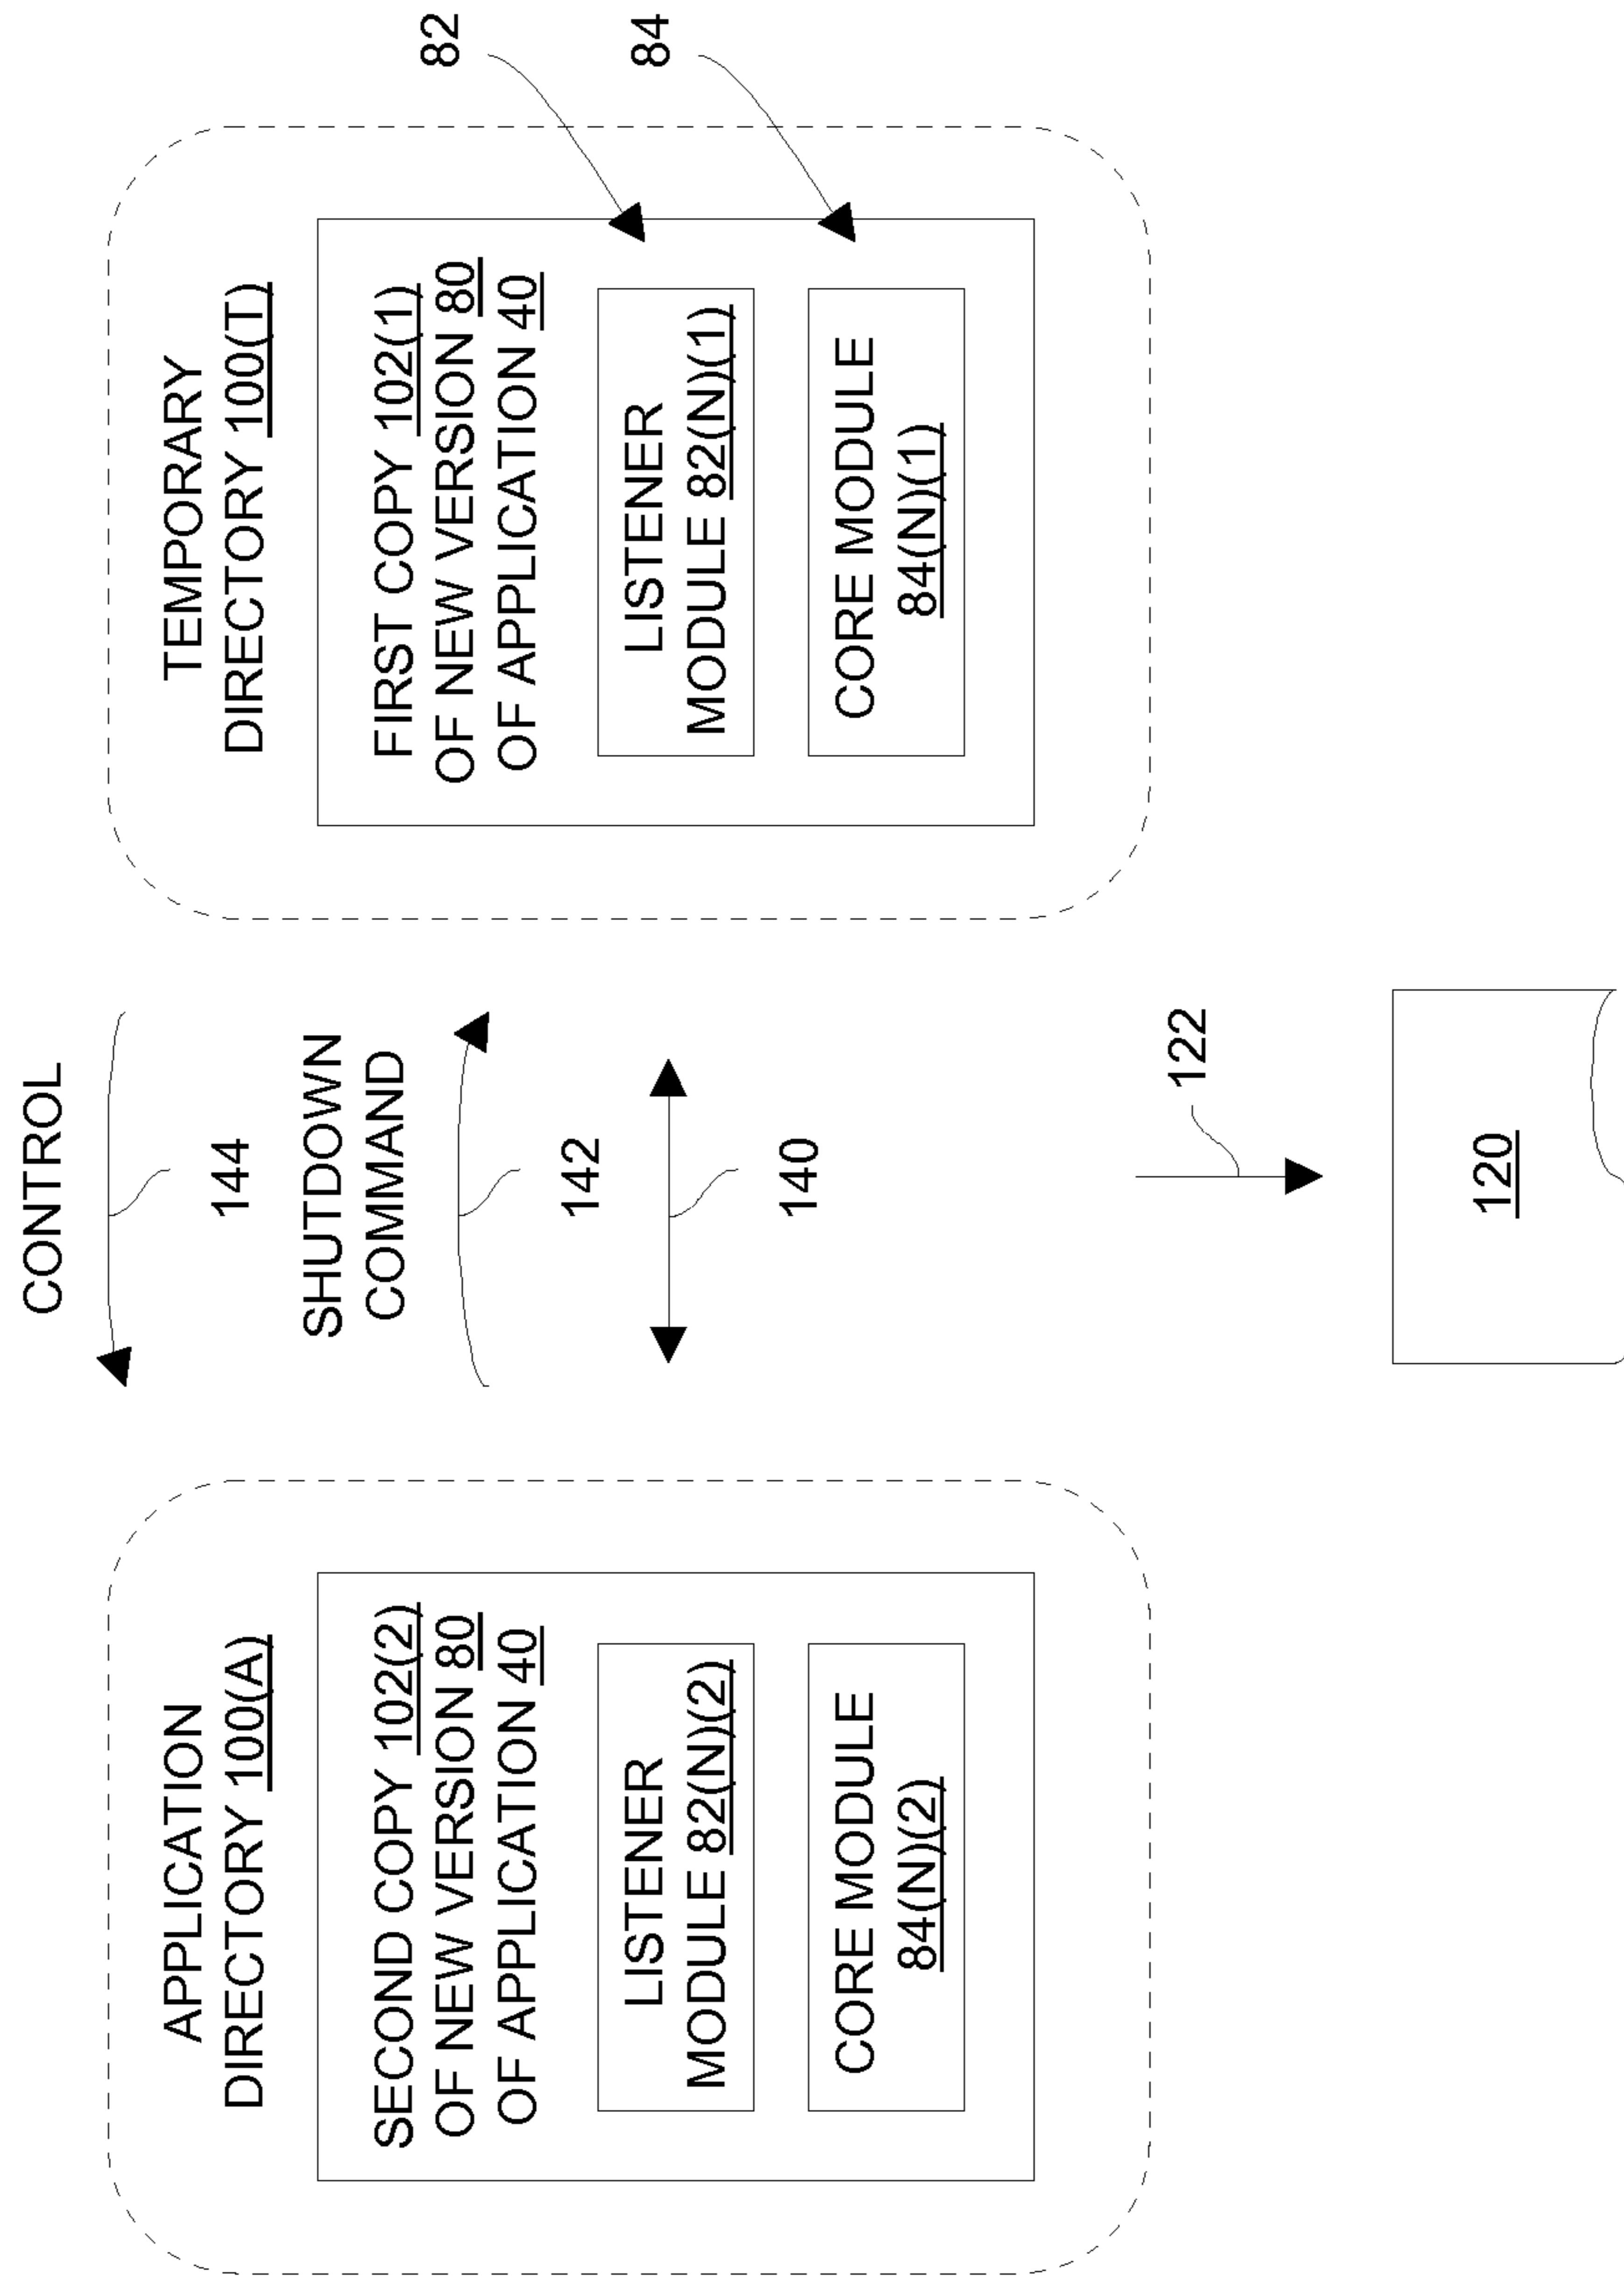 APPLICATION
DIRECTORY 100(A)
SECOND COPY 102(2)
OF NEW VERSION 80
OF APPLICATION 40
LISTENER
MODULE 82(N)(2)
CORE MODULE
84(N)(2)
CONTROL
144
SHUTDOWN
COMMAND
142
140
122
120
TEMPORARY
DIRECTORY 100(T)
FIRST COPY 102(1)
OF NEW VERSION 80
OF APPLICATION 40
LISTENER
MODULE 82(N)(1)
CORE MODULE
84(N)(1)
82
84